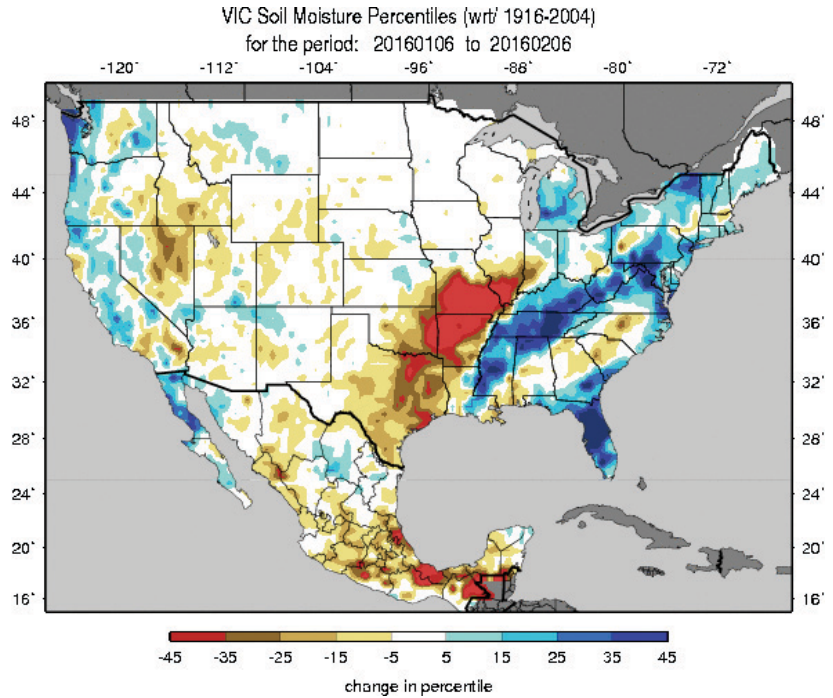 VIC Soil Moisture Percentiles (wrt/ 1916-2004)
for the period: 20160106 to 20160206
-120˚ -112˚ -104˚ -96˚ -88˚ -80˚ -72˚
48˚ 48˚
44˚ 44˚
40˚ 40˚
36˚ 36˚
32˚ 32˚
28˚ 28˚
24˚ 24˚
20˚ 20˚
16˚ 16˚
-45 -35 -25 -15 -5 5 15 25 35 45
change in percentile